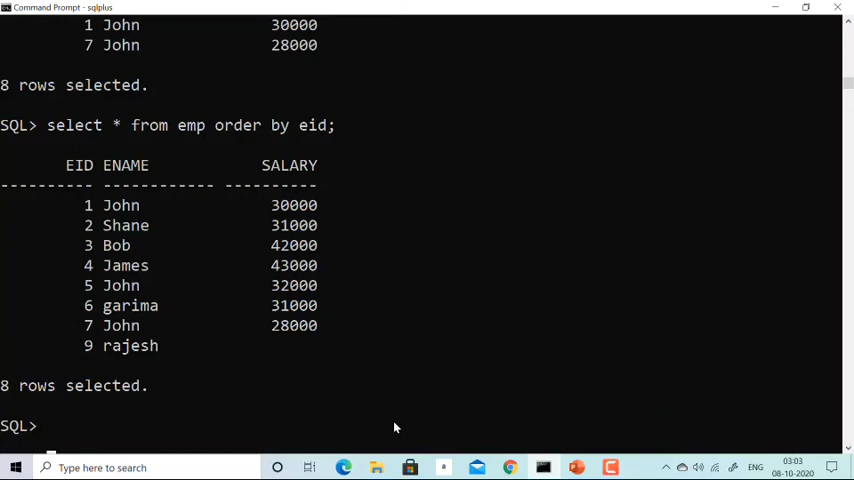 Command Prompt - sqlplus
1 John 30000
7 John 28000
8 rows selected.
SQL> select * from emp order by eid;
EID ENAME SALARY
---------- ------------ ----------
1 John 30000
2 Shane 31000
3 Bob 42000
4 James 43000
5 John 32000
6 garima 31000
7 John 28000
9 rajesh
8 rows selected.
SQL>
Type here to search
a
ENG
03:03
08-10-2020